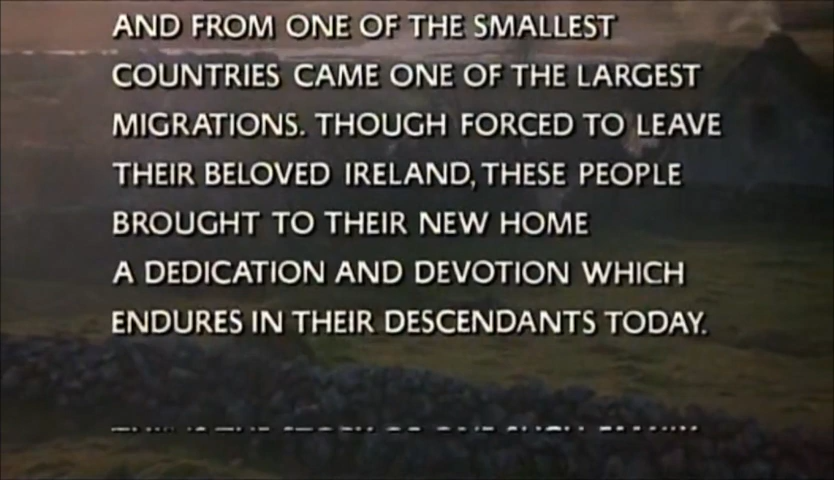 AND FROM ONE OF THE SMALLEST
COUNTRIES CAME ONE OF THE LARGEST
MIGRATIONS. THOUGH FORCED TO LEAVE
THEIR BELOVED IRELAND, THESE PEOPLE
BROUGHT TO THEIR NEW HOME
A DEDICATION AND DEVOTION WHICH
ENDURES IN THEIR DESCENDANTS TODAY.